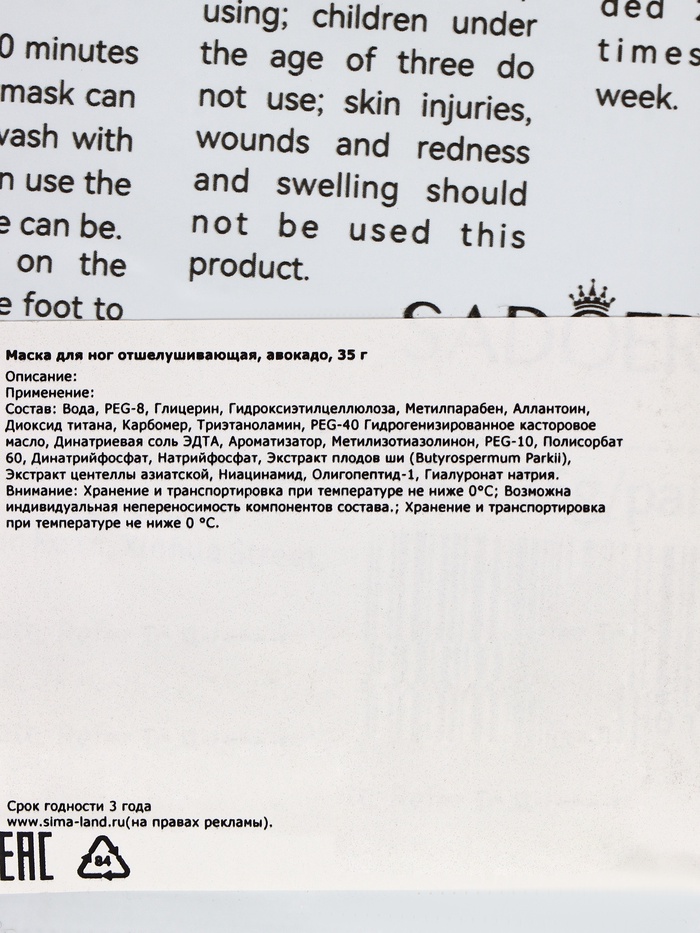 0 minutes
mask can
wash with
n use the
e can be.
on the
e foot to
using; children under
the age of three do
not use; skin injuries,
wounds and redness
and swelling should
not be used this
product.
ded
times
week.
Маска для ног отшелушивающая, авокадо, 35 г
Описание:
Применение:
Состав: Вода, PEG-8, Глицерин, Гидроксиэтилцеллюлоза, Метилпарабен, Аллантоин,
Диоксид титана, Карбомер, Триэтаноламин, PEG-40 Гидрогенизированное касторовое
масло, Динатриевая соль ЭДТА, Ароматизатор, Метилизотиазолинон, PEG-10, Полисорбат
60, Динатрийфосфат, Натрийфосфат, Экстракт плодов ши (Butyrospermum Parkii),
Экстракт центеллы азиатской, Ниацинамид, Олигопептид-1, Гиалуронат натрия.
Внимание: Хранение и транспортировка при температуре не ниже 0°С; Возможна
индивидуальная непереносимость компонентов состава.; Хранение и транспортировка
при температуре не ниже 0 °С.
Срок годности 3 года
www.sima-land.ru(на правах рекламы).
EAC
84